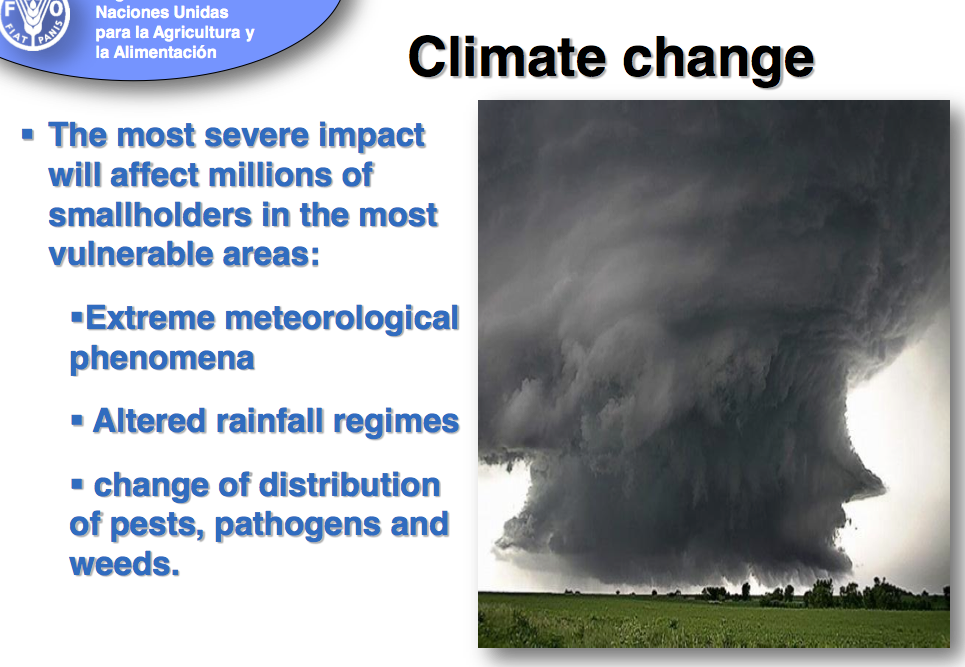 Naciones Unidas
para la Agricultura y
la Alimentación
F O
FIAT PANIS
Climate change
▪ The most severe impact
will affect millions of
smallholders in the most
vulnerable areas:
▪Extreme meteorological
phenomena
▪ Altered rainfall regimes
▪ change of distribution
of pests, pathogens and
weeds.